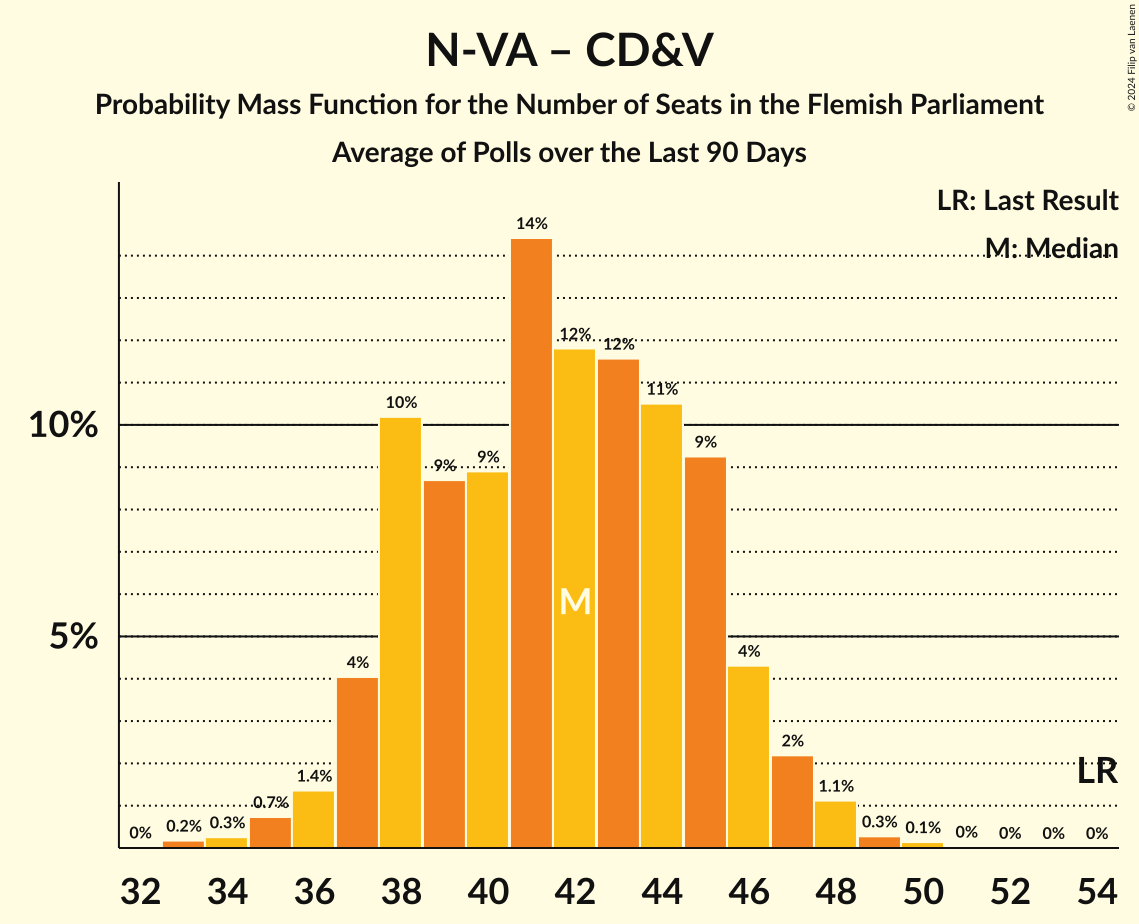 N-VA – CD&V
Probability Mass Function for the Number of Seats in the Flemish Parliament
Average of Polls over the Last 90 Days
© 2024 Filip van Laenen
LR: Last Result
M: Median
14%
12%
12%
11%
10%
10%
9%
9%
9%
M
5%
4%
4%
2%
LR
1.4%
1.1%
0.7%
0%
0.2%
0.3%
0.3%
0.1%
0%
0%
0%
0%
32 34 36 38 40 42 44 46 48 50 52 54